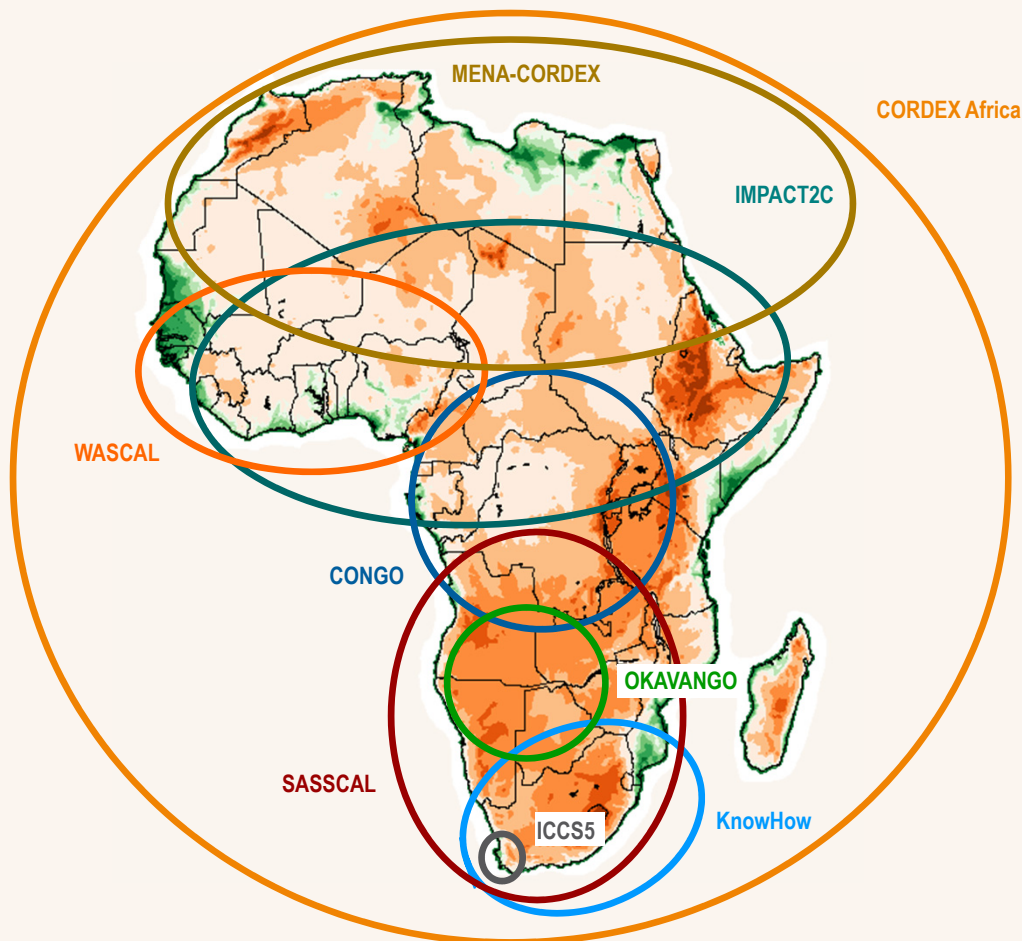 MENA-CORDEX
CORDEX Africa
IMPACT2C
WASCAL
CONGO
OKAVANGO
SASSCAL
KnowHow
ICCS5